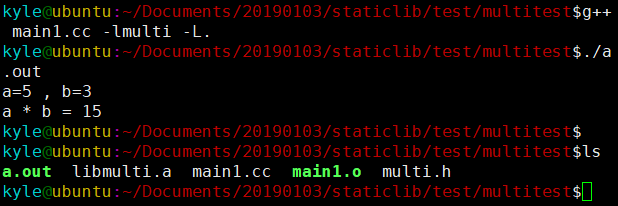 kyle@ubuntu:~/Documents/20190103/staticlib/test/multitest$g++
 main1.cc -lmulti -L.
kyle@ubuntu:~/Documents/20190103/staticlib/test/multitest$./a
.out
a=5 , b=3
a * b = 15
kyle@ubuntu:~/Documents/20190103/staticlib/test/multitest$
kyle@ubuntu:~/Documents/20190103/staticlib/test/multitest$ls
a.out  libmulti.a  main1.cc  main1.o  multi.h
kyle@ubuntu:~/Documents/20190103/staticlib/test/multitest$